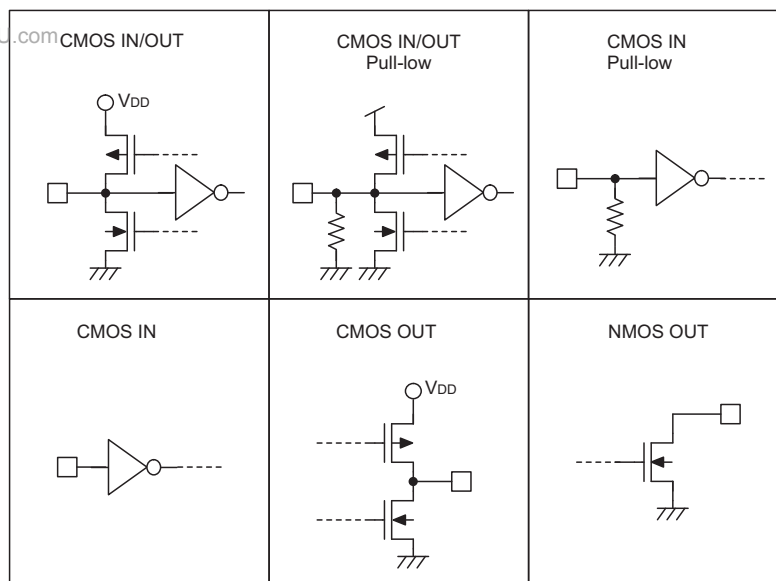 U.com
CMOS IN/OUT
VDD
CMOS IN/OUT
Pull-low
CMOS IN
Pull-low
CMOS IN
CMOS OUT
VDD
NMOS OUT